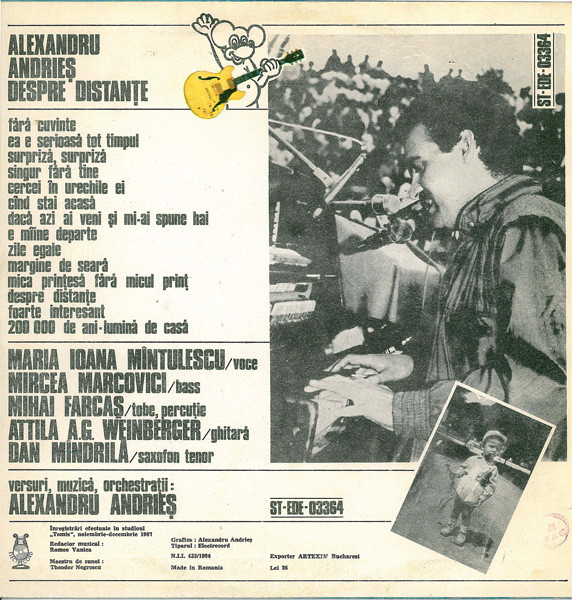 ALEXANDRU
ANDRIEȘ
DESPRE DISTANȚE
ST-EDE-03364
fără cuvinte
ea e serioasă tot timpul
surpriză, surpriză
singur fără tine
cercei în urechile ei
cînd stai acasă
dacă azi ai veni și mi-ai spune hai
e mîine departe
zile egale
margine de seară
mica prințesă fără micul prinț
despre distanțe
foarte interesant
200 000 de ani-lumină de casă
MARIA IOANA MÎNTULESCU/voce
MIRCEA MARCOVICI/bass
MIHAI FARCAȘ/tobe, percuție
ATTILA A.G. WEINBERGER/ghitară
DAN MINDRILĂ/saxofon tenor
versuri, muzică, orchestrații:
ALEXANDRU ANDRIEȘ
ST-EDE-03364
Înregistrări efectuate în studioul
„Tomis", noiembrie-decembrie 1987
Redactor muzical:
Romeo Vanica
Maestru de sunet:
Theodor Negrescu
Grafica: Alexandru Andrieș
Tiparul: Electrecord
N.I.I. 433/1984
Made in Romania
Exporter ARTEXIM Bucharest
Lei 26